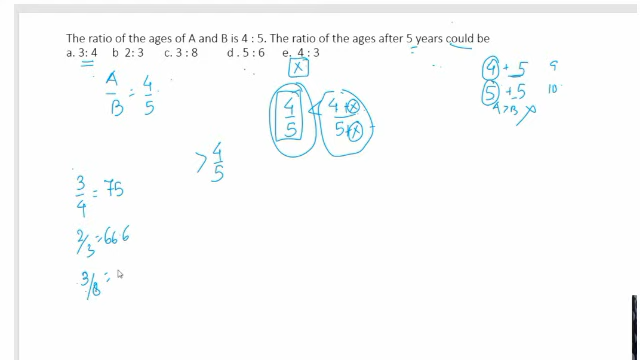 The ratio of the ages of A and B is 4 : 5. The ratio of the ages after 5 years could be
a. 3: 4 b 2: 3 c. 3 : 8 d . 5 : 6 e. 4 : 3
x
A/B = 4/5
4/5 < 4+x/5+x
4 + 5 9
5 + 5 10
A > B x
> 4/5
3/4 = 75
2/3 = 66.6
3/8 =